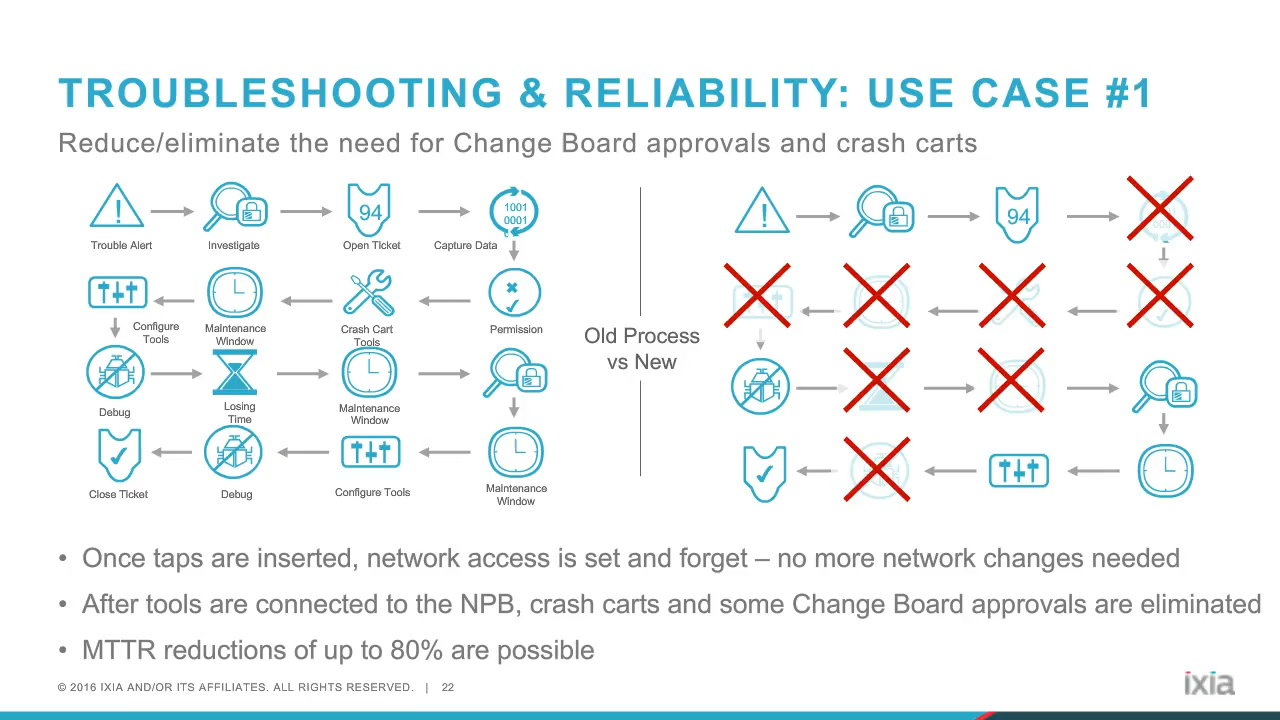 TROUBLESHOOTING & RELIABILITY: USE CASE #1
Reduce/eliminate the need for Change Board approvals and crash carts
94
1001
0001
Trouble Alert
Investigate
Open TIcket
Capture Data
Configure
Tools
Maintenance
Window
Crash Cart
Tools
Permission
Debug
Losing
Time
Maintenance
Window
Close TIcket
Debug
Configure Tools
Maintenance
Window
Old Process
vs New
94
• Once taps are inserted, network access is set and forget – no more network changes needed
• After tools are connected to the NPB, crash carts and some Change Board approvals are eliminated
• MTTR reductions of up to 80% are possible
© 2016 IXIA AND/OR ITS AFFILIATES. ALL RIGHTS RESERVED. | 22
ixia